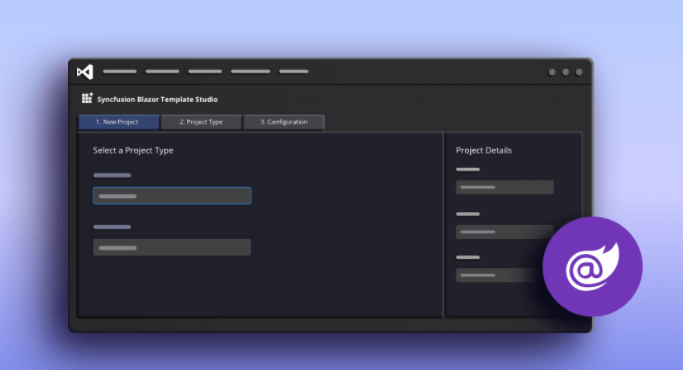 Syncfusion Blazor Template Studio
1. New Project
2. Project Type
3. Configuration
Select a Project Type
Project Details